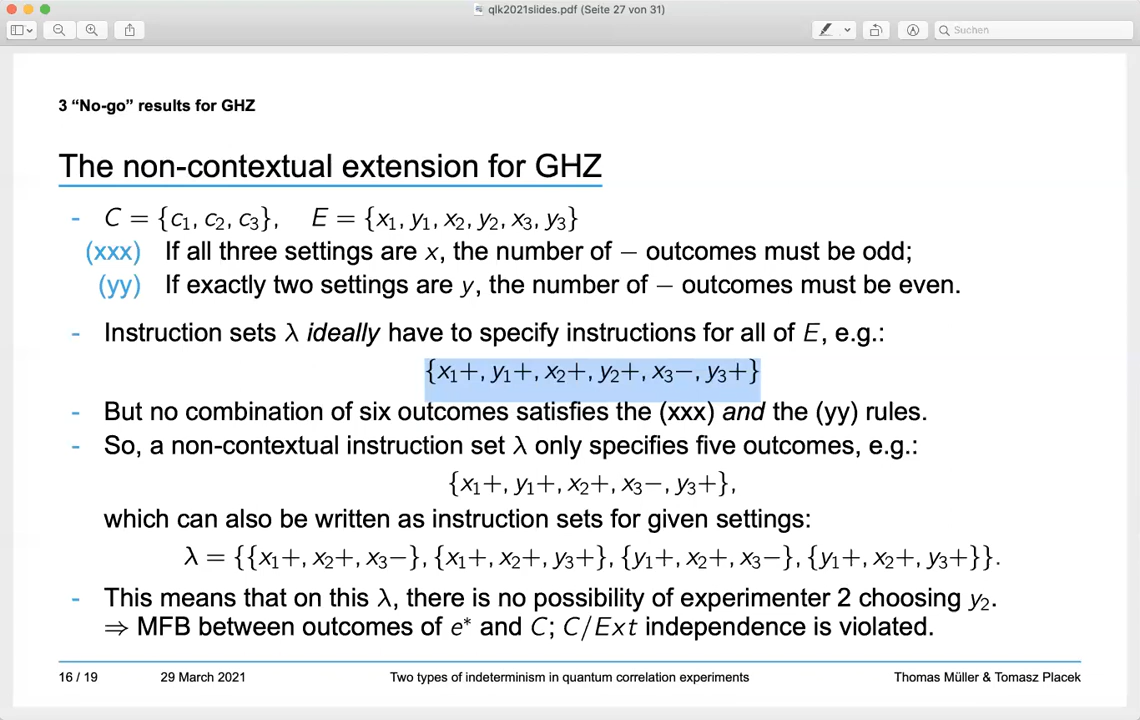 qlk2021slides.pdf (Seite 27 von 31)
Suchen
3 “No-go” results for GHZ
The non-contextual extension for GHZ
- C = {c₁, c₂, c₃}, E = {x₁, y₁, x₂, y₂, x₃, y₃}
(xxx) If all three settings are x, the number of − outcomes must be odd;
(yy) If exactly two settings are y, the number of − outcomes must be even.
- Instruction sets λ ideally have to specify instructions for all of E, e.g.:
{x₁+, y₁+, x₂+, y₂+, x₃−, y₃+}
- But no combination of six outcomes satisfies the (xxx) and the (yy) rules.
- So, a non-contextual instruction set λ only specifies five outcomes, e.g.:
{x₁+, y₁+, x₂+, x₃−, y₃+},
which can also be written as instruction sets for given settings:
λ = {{x₁+, x₂+, x₃−}, {x₁+, x₂+, y₃+}, {y₁+, x₂+, x₃−}, {y₁+, x₂+, y₃+}}.
- This means that on this λ, there is no possibility of experimenter 2 choosing y₂.
⇒ MFB between outcomes of e* and C; C/Ext independence is violated.
16 / 19 29 March 2021 Two types of indeterminism in quantum correlation experiments Thomas Müller & Tomasz Placek